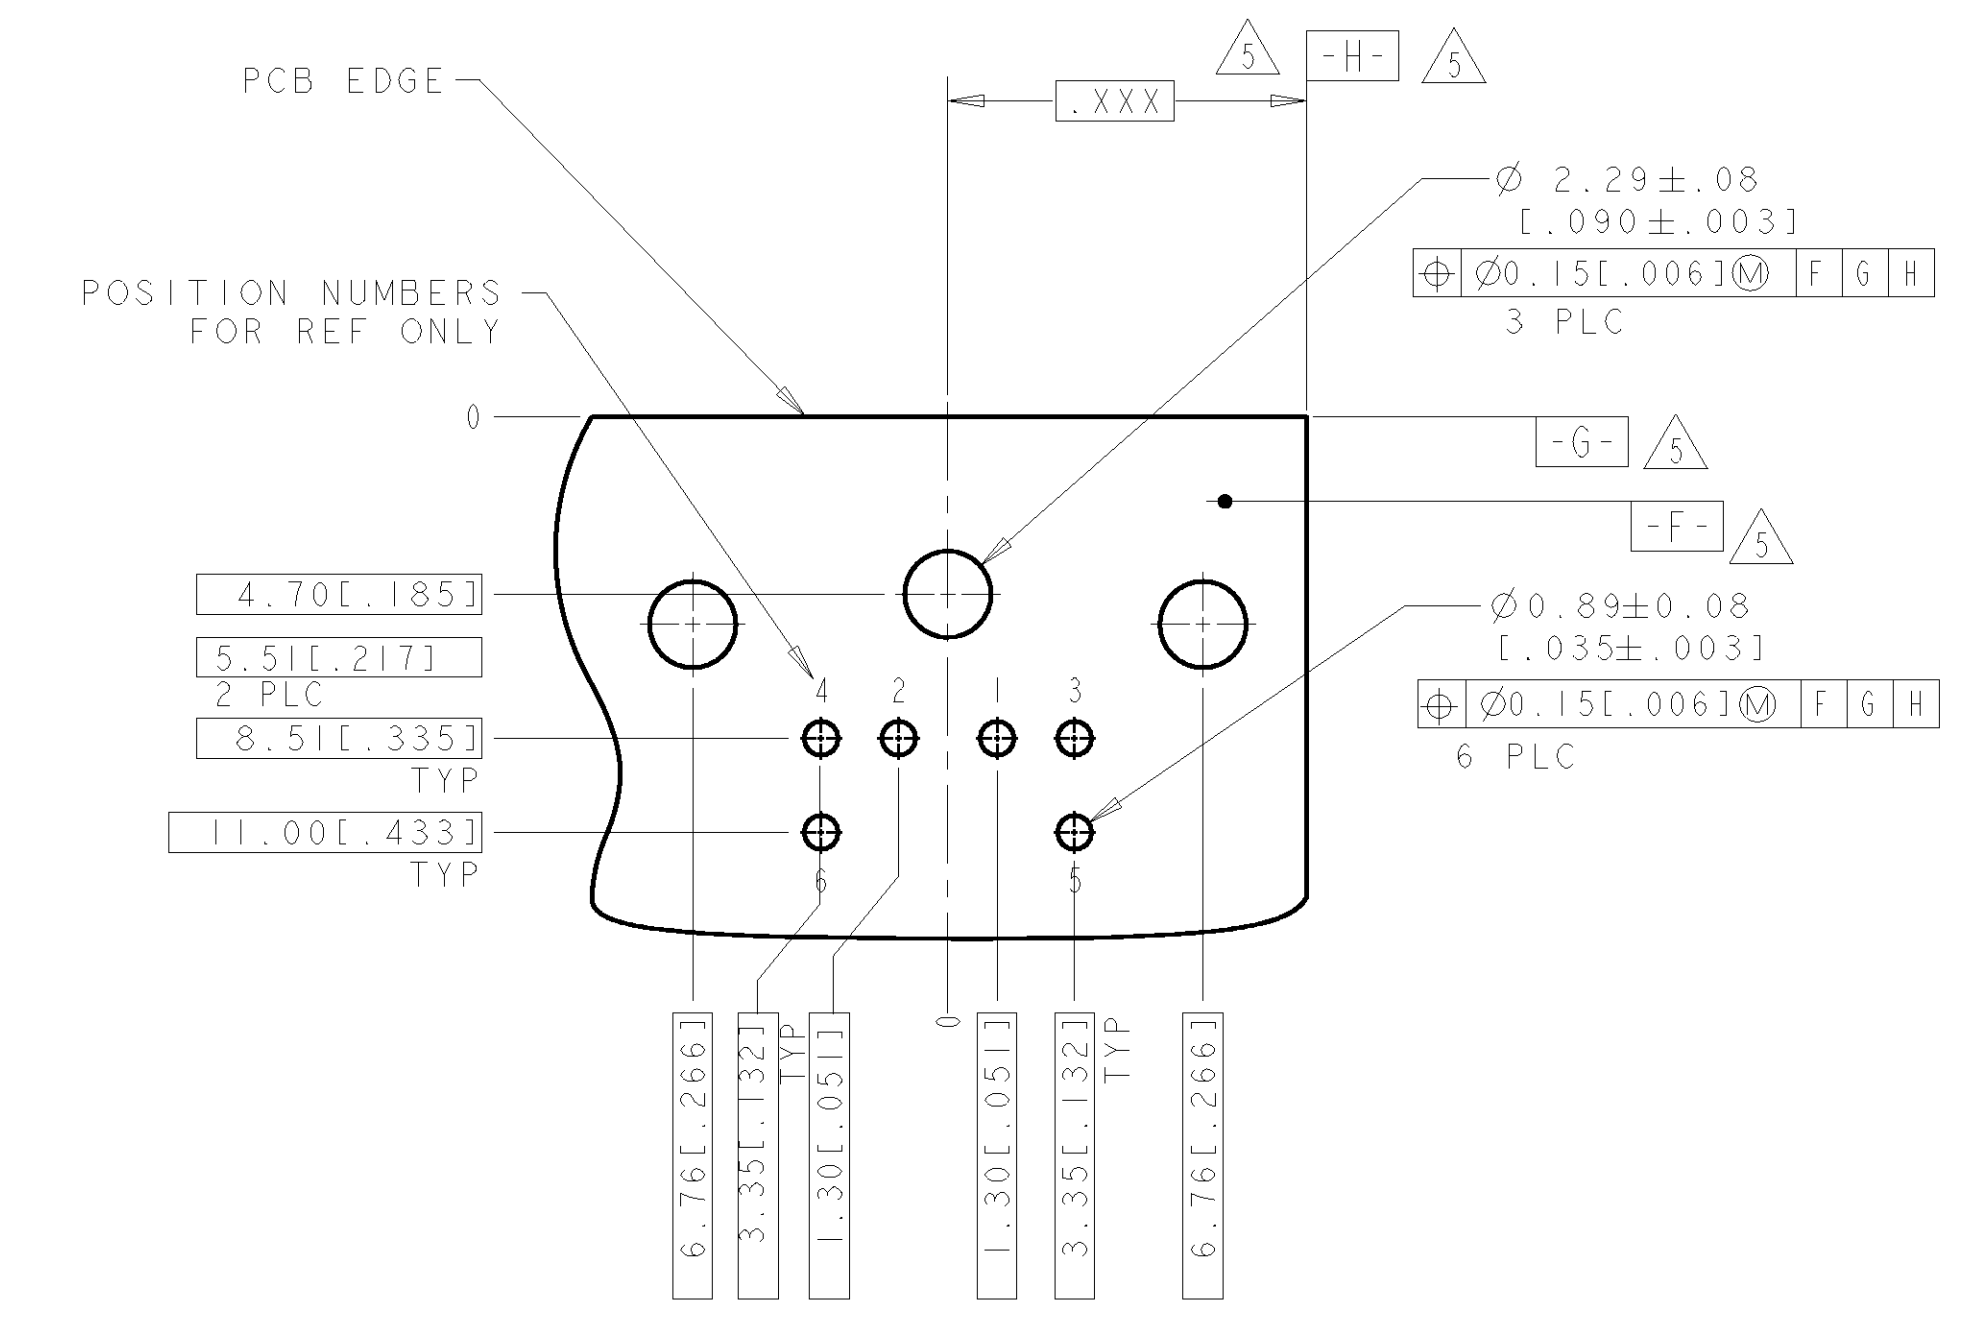 5
-H-
5
PCB EDGE
.XXX
Ø 2.29±.08
[.090±.003]
⌖ Ø0.15[.006]Ⓜ F G H
3 PLC
POSITION NUMBERS
FOR REF ONLY
0
-G-
5
-F-
5
4.70[.185]
Ø0.89±0.08
[.035±.003]
5.51[.217]
2 PLC
4 2 1 3
⌖ Ø0.15[.006]Ⓜ F G H
8.51[.335]
TYP
6 PLC
11.00[.433]
TYP
6 5
0
6.76[.266]
3.35[.132]
TYP
1.30[.051]
1.30[.051]
3.35[.132]
TYP
6.76[.266]